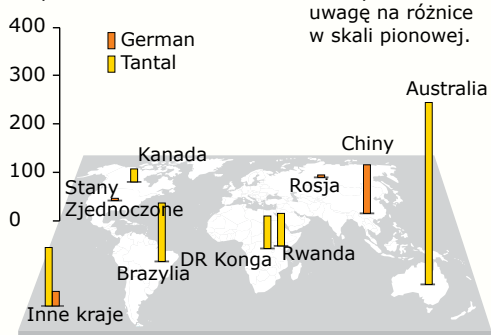 uwagę na różnice
w skali pionowej.
400
300
200
100
0
German
Tantal
Australia
Chiny
Kanada
Rosja
Stany
Zjednoczone
Brazylia
DR Konga
Rwanda
Inne kraje